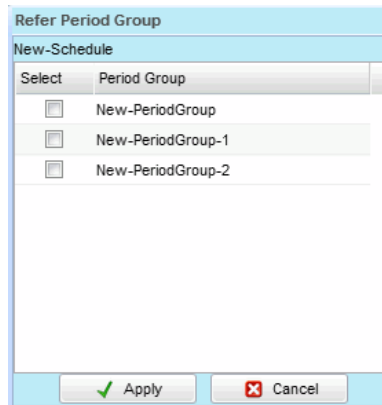 Refer Period Group
New-Schedule
Select Period Group
New-PeriodGroup
New-PeriodGroup-1
New-PeriodGroup-2
Apply Cancel